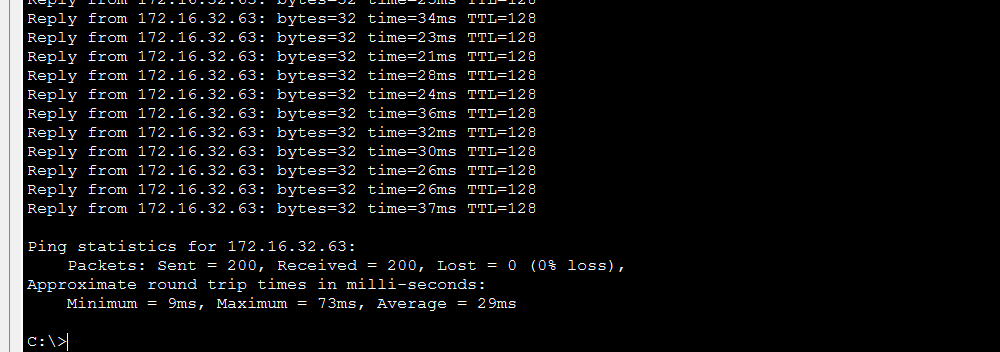 Reply from 172.16.32.63: bytes=32 time=25ms TTL=128
Reply from 172.16.32.63: bytes=32 time=34ms TTL=128
Reply from 172.16.32.63: bytes=32 time=23ms TTL=128
Reply from 172.16.32.63: bytes=32 time=21ms TTL=128
Reply from 172.16.32.63: bytes=32 time=28ms TTL=128
Reply from 172.16.32.63: bytes=32 time=24ms TTL=128
Reply from 172.16.32.63: bytes=32 time=36ms TTL=128
Reply from 172.16.32.63: bytes=32 time=32ms TTL=128
Reply from 172.16.32.63: bytes=32 time=30ms TTL=128
Reply from 172.16.32.63: bytes=32 time=26ms TTL=128
Reply from 172.16.32.63: bytes=32 time=26ms TTL=128
Reply from 172.16.32.63: bytes=32 time=37ms TTL=128
Ping statistics for 172.16.32.63:
Packets: Sent = 200, Received = 200, Lost = 0 (0% loss),
Approximate round trip times in milli-seconds:
Minimum = 9ms, Maximum = 73ms, Average = 29ms
C:\>